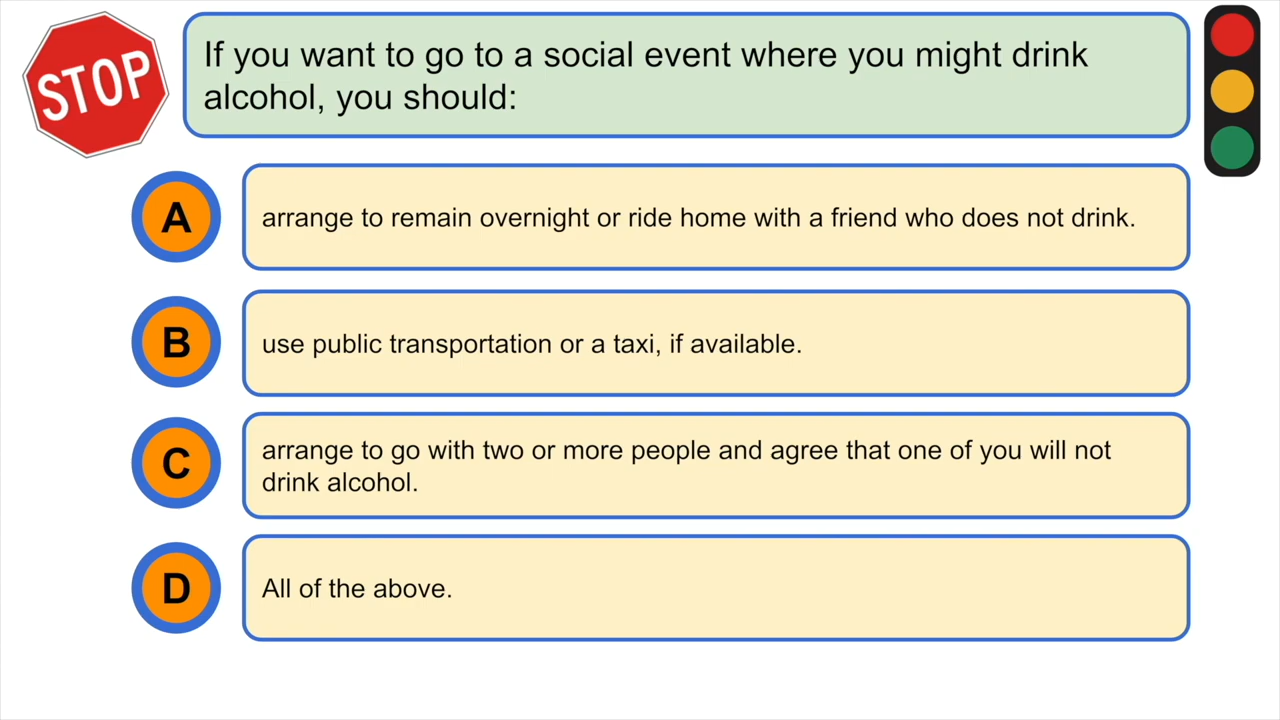 STOP
If you want to go to a social event where you might drink
alcohol, you should:
A
arrange to remain overnight or ride home with a friend who does not drink.
B
use public transportation or a taxi, if available.
C
arrange to go with two or more people and agree that one of you will not
drink alcohol.
D
All of the above.